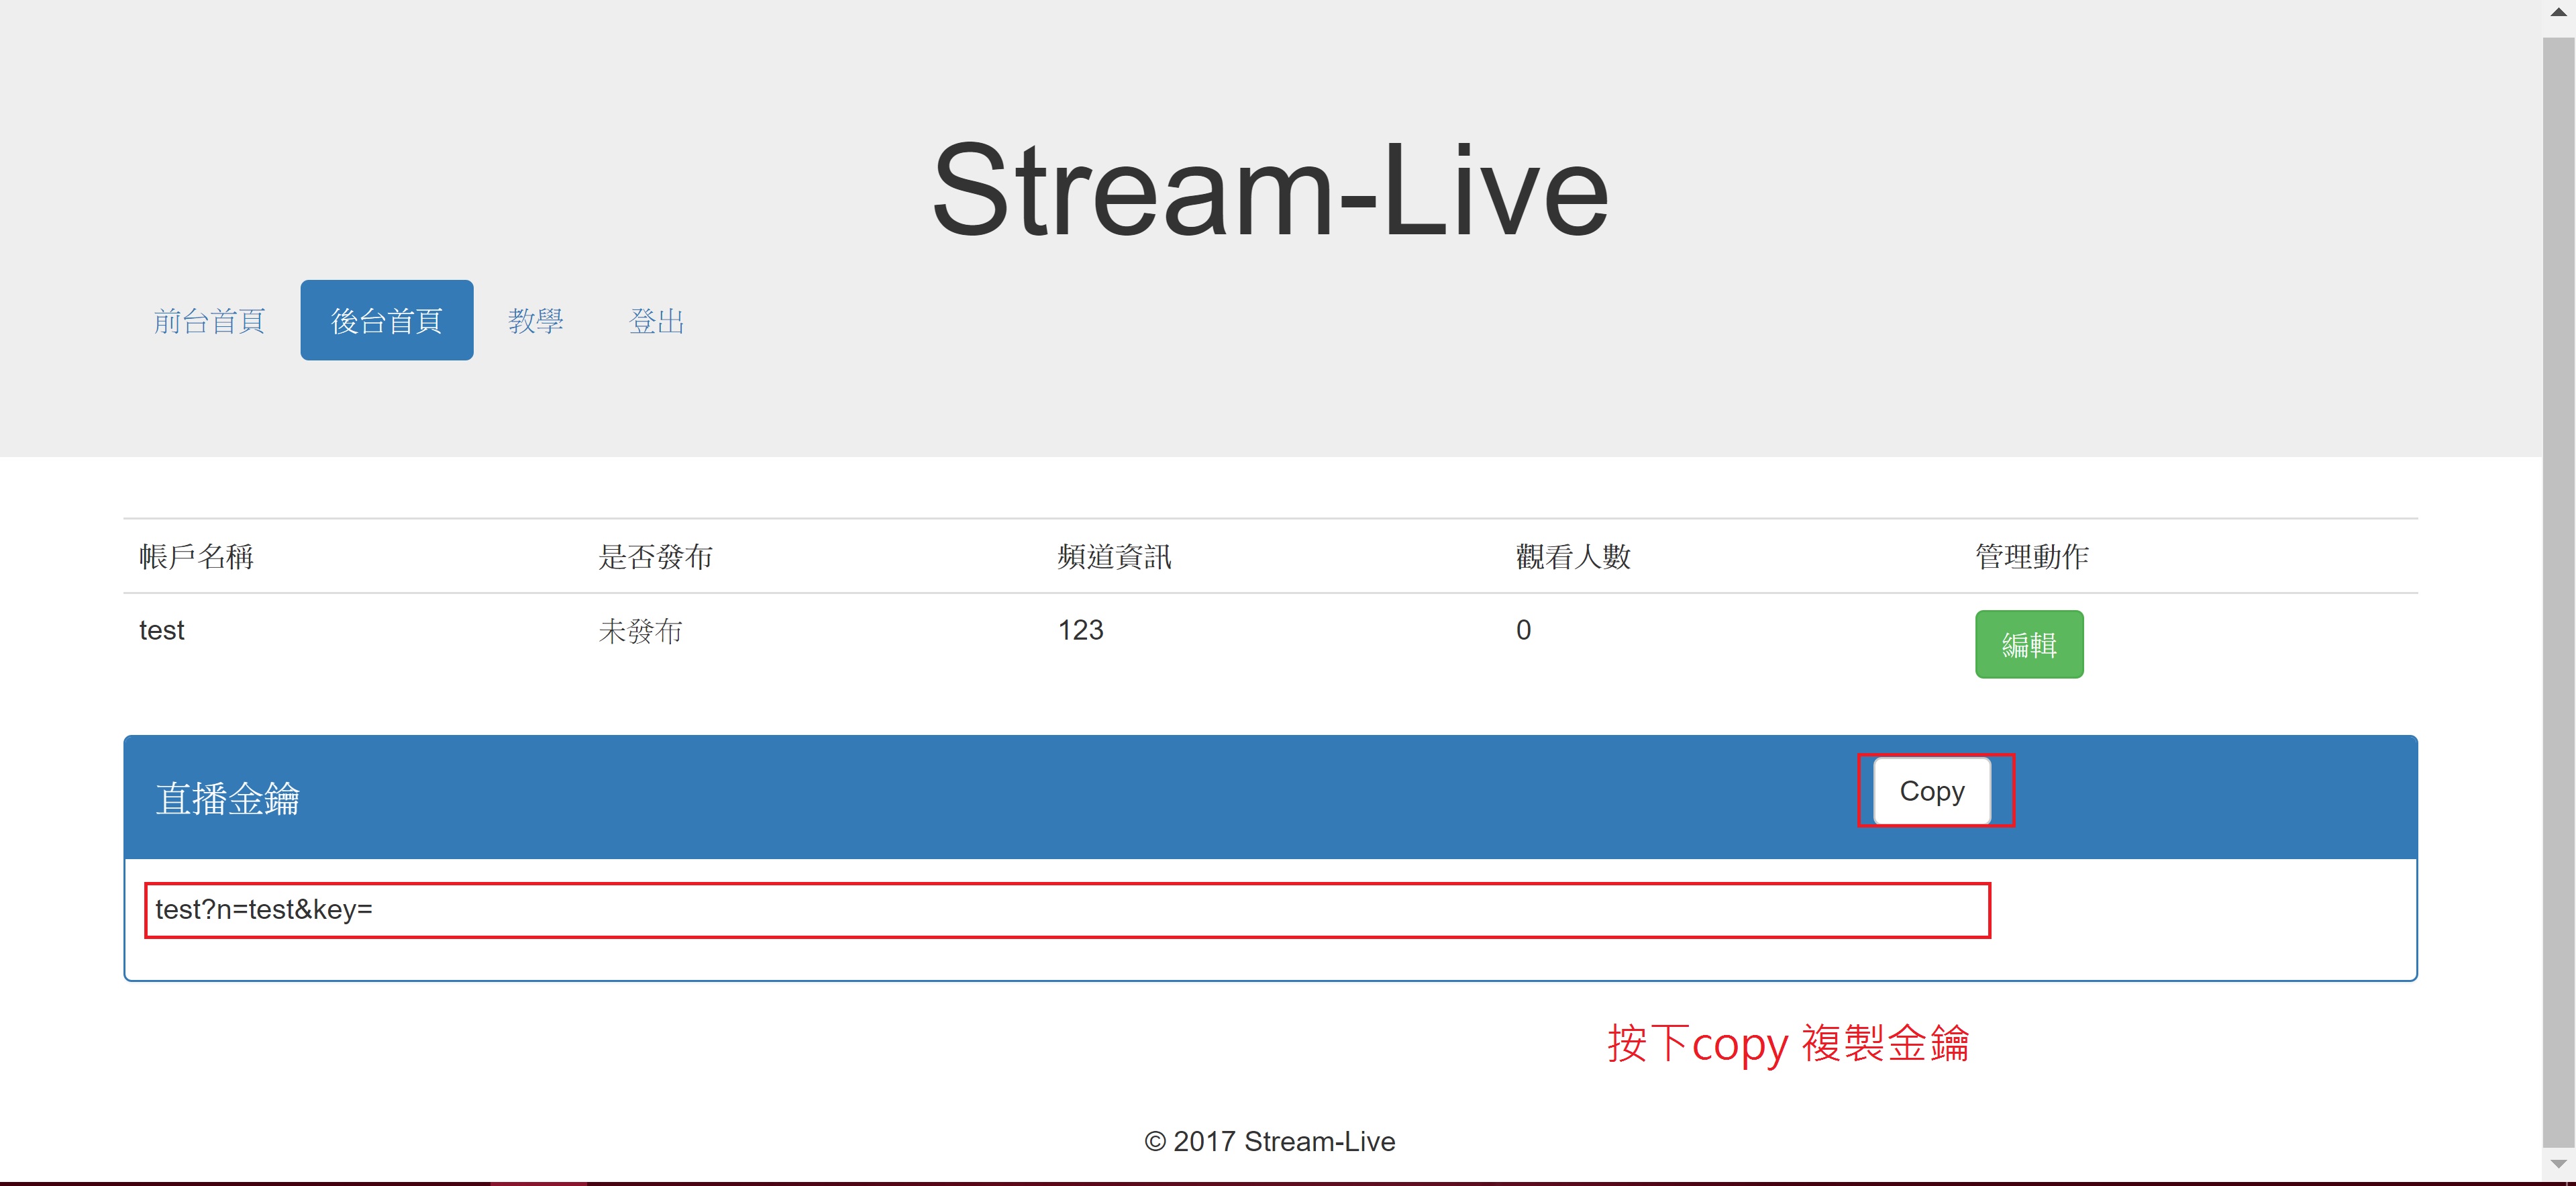 Stream-Live
前台首頁 後台首頁 教學 登出
帳戶名稱 是否發布 頻道資訊 觀看人數 管理動作
test 未發布 123 0 編輯
直播金鑰 Copy
test?n=test&key=
按下copy 複製金鑰
© 2017 Stream-Live